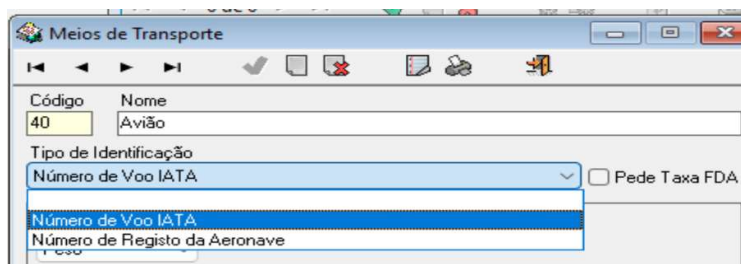 Meios de Transporte
Código Nome
40 Avião
Tipo de Identificação
Número de Voo IATA Pede Taxa FDA
Número de Voo IATA
Número de Registo da Aeronave